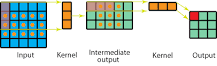 Input
Kernel
Intermediate
output
Kernel
Output